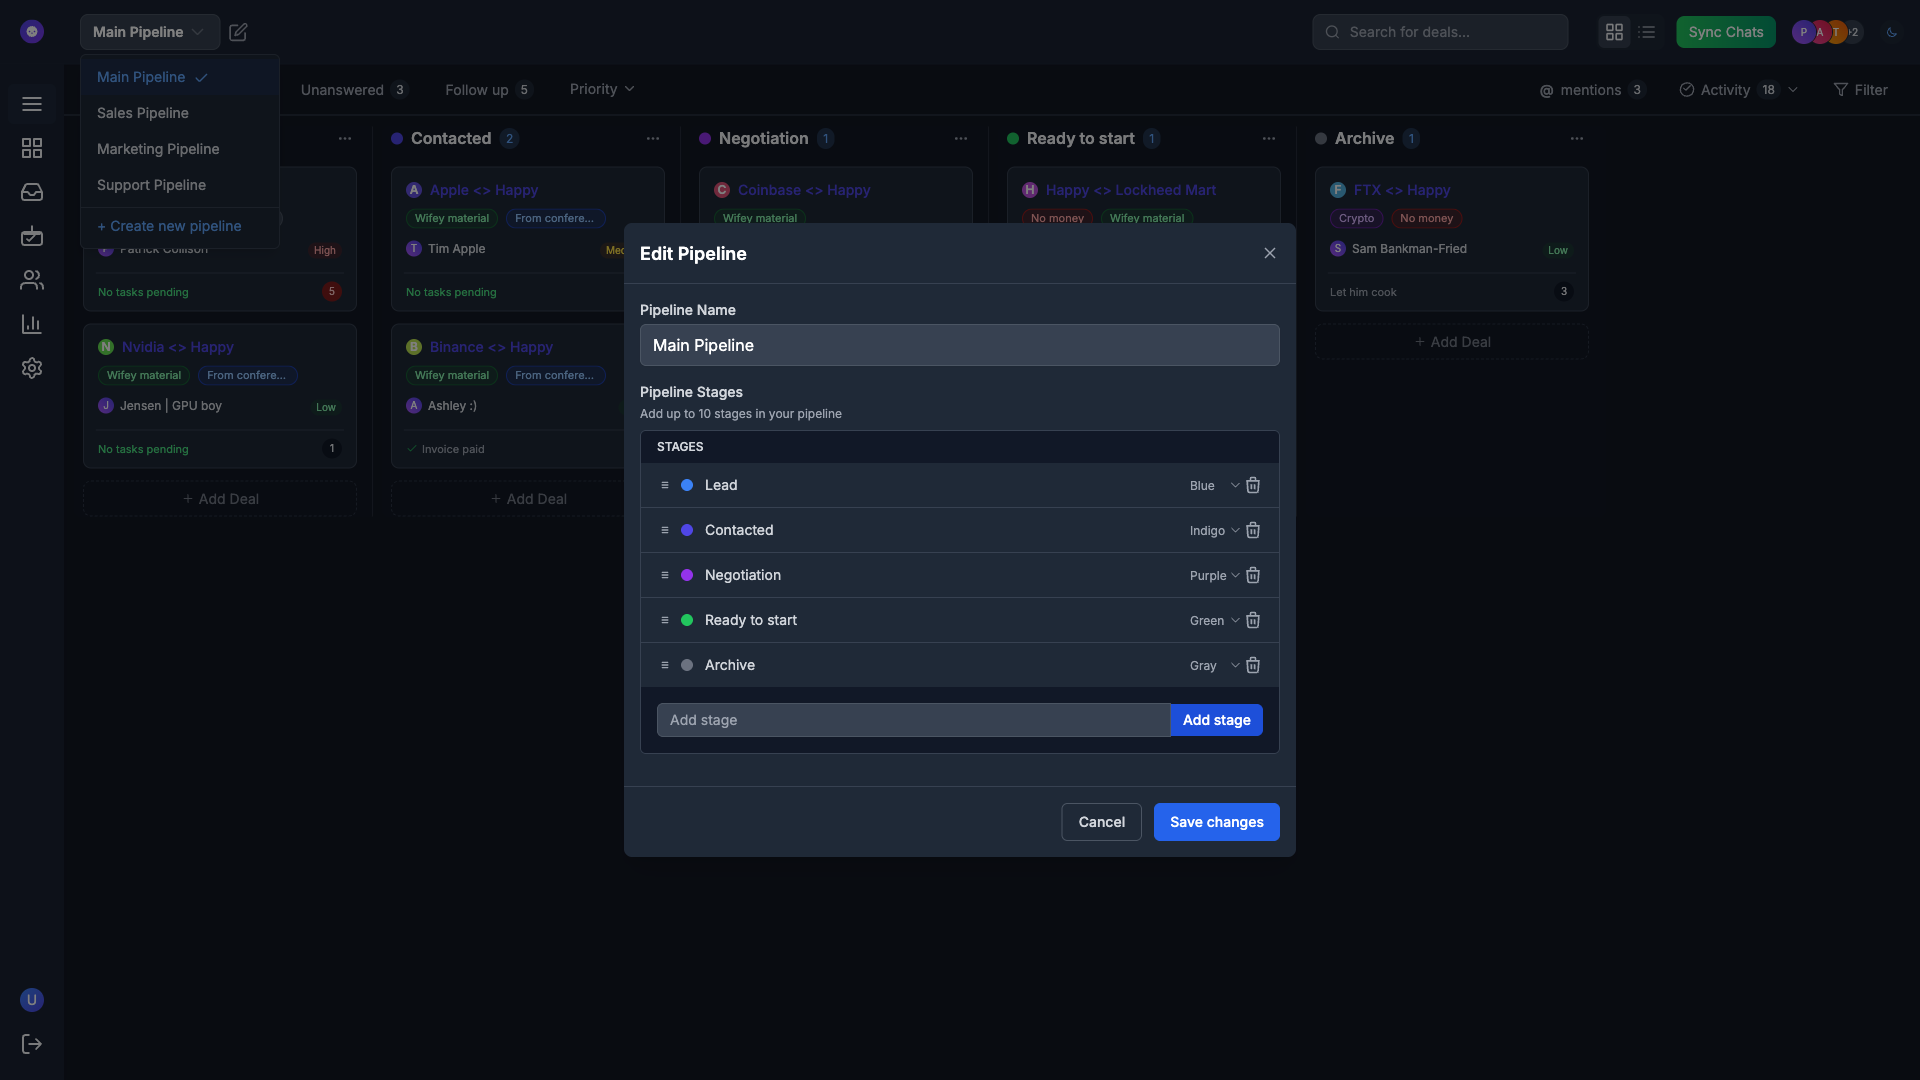 Main Pipeline
Search for deals...
Sync Chats
P A T +2
Main Pipeline
Sales Pipeline
Marketing Pipeline
Support Pipeline
+ Create new pipeline
Unanswered 3
Follow up 5
Priority
@ mentions 3
Activity 18
Filter
Contacted 2
Negotiation 1
Ready to start 1
Archive 1
Patrick Collison
High
No tasks pending
5
N Nvidia <> Happy
Wifey material
From confere...
J Jensen | GPU boy
Low
No tasks pending
1
+ Add Deal
A Apple <> Happy
Wifey material
From confere...
T Tim Apple
No tasks pending
B Binance <> Happy
Wifey material
From confere...
A Ashley :)
Invoice paid
+ Add Deal
C Coinbase <> Happy
Wifey material
H Happy <> Lockheed Mart
No money
Wifey material
F FTX <> Happy
Crypto
No money
S Sam Bankman-Fried
Low
Let him cook
3
+ Add Deal
Edit Pipeline
Pipeline Name
Main Pipeline
Pipeline Stages
Add up to 10 stages in your pipeline
STAGES
Lead
Blue
Contacted
Indigo
Negotiation
Purple
Ready to start
Green
Archive
Gray
Add stage
Add stage
Cancel
Save changes
U